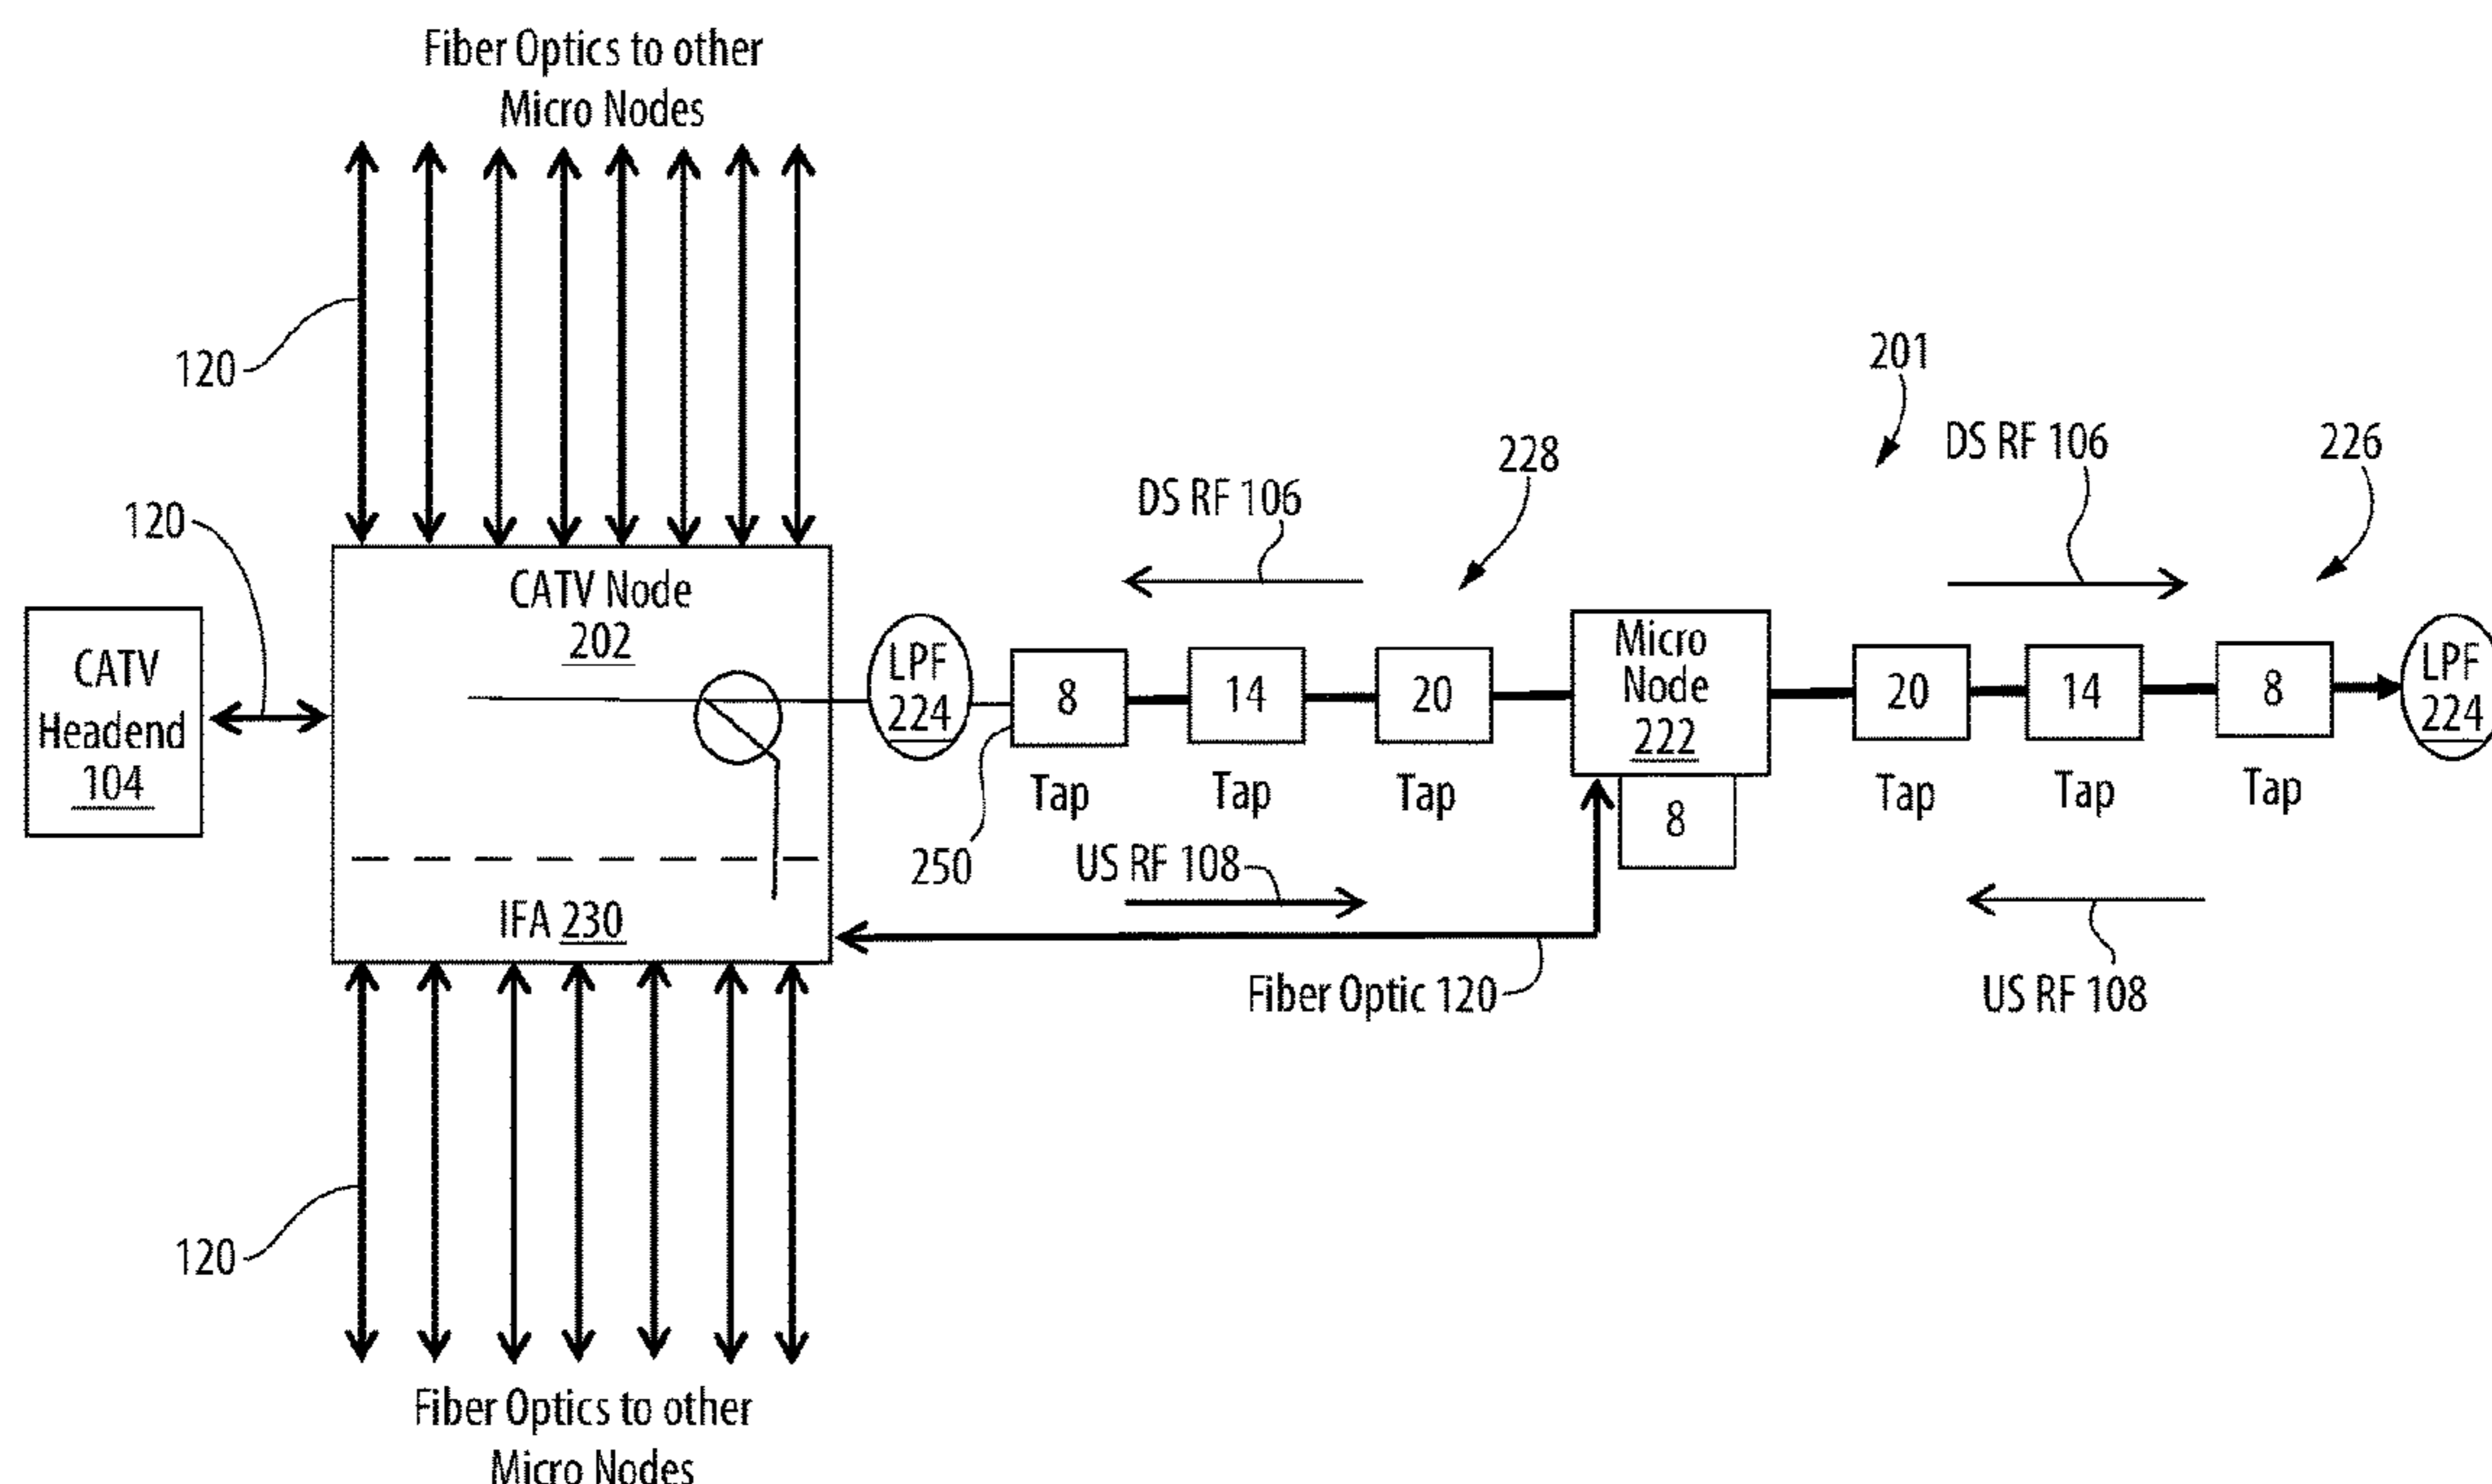 Fiber Optics to other
Micro Nodes
120
201
DS RF 106
226
228
DS RF 106
120
CATV Node
202
CATV
Headend
104
LPF
224
8
14
20
Micro
Node
222
20
14
8
LPF
224
Tap
Tap
Tap
8
Tap
Tap
Tap
250
US RF 108
IFA 230
Fiber Optic 120
US RF 108
120
Fiber Optics to other
Micro Nodes